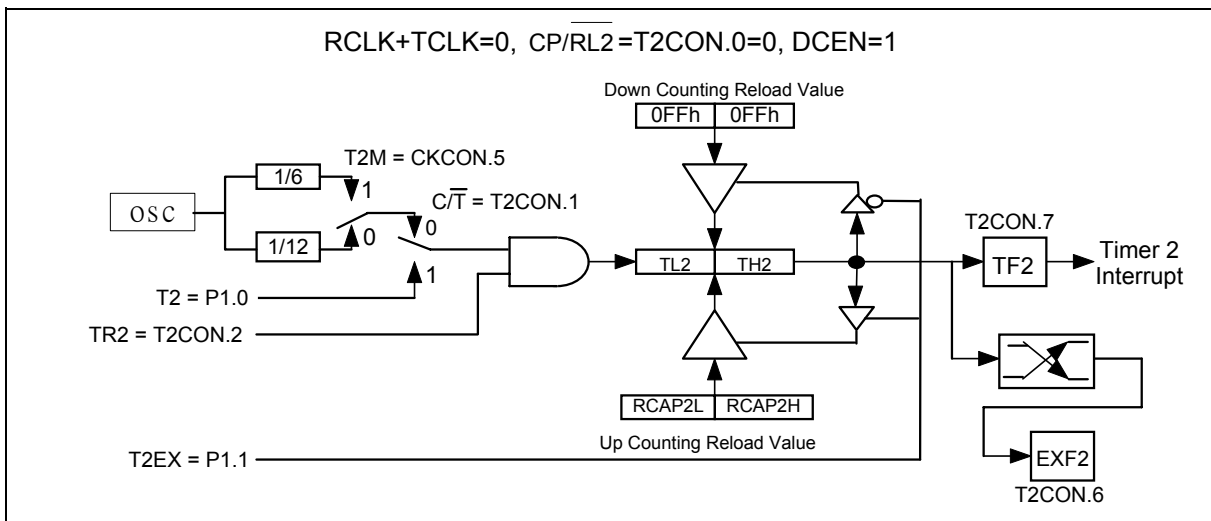 RCLK+TCLK=0, CP/R̅L̅2̅=T2CON.0=0, DCEN=1
Down Counting Reload Value
0FFh 0FFh
T2M = CKCON.5
1/6
1
OSC
C/T̅ = T2CON.1
0
1/12
0
T2CON.7
TL2 TH2
TF2
Timer 2
Interrupt
1
T2 = P1.0
TR2 = T2CON.2
RCAP2L RCAP2H
Up Counting Reload Value
T2EX = P1.1
EXF2
T2CON.6